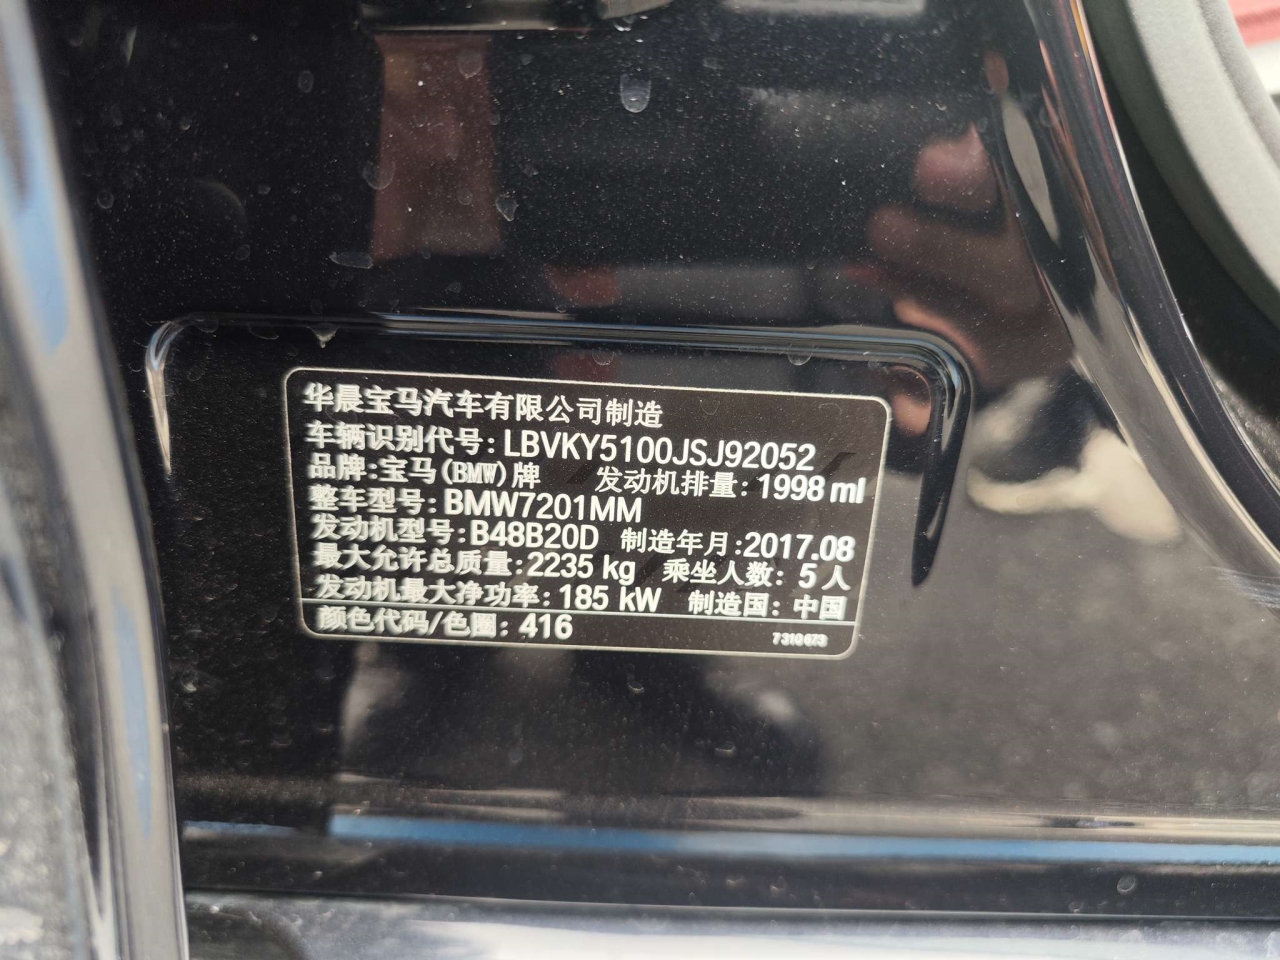 华晨宝马汽车有限公司制造
车辆识别代号:LBVKY5100JSJ92052
品牌:宝马(BMW)牌 发动机排量:1998 ml
整车型号:BMW7201MM
发动机型号:B48B20D 制造年月:2017.08
最大允许总质量:2235 kg 乘坐人数:5人
发动机最大净功率:185 kW 制造国:中国
颜色代码/色圈:416 7310673